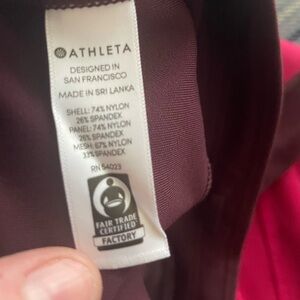 ATHLETA
DESIGNED IN
SAN FRANCISCO
MADE IN SRI LANKA
SHELL: 74% NYLON
26% SPANDEX
PANEL: 74% NYLON
26% SPANDEX
MESH: 67% NYLON
33% SPANDEX
RN 54023
FAIR TRADE
CERTIFIED
FACTORY